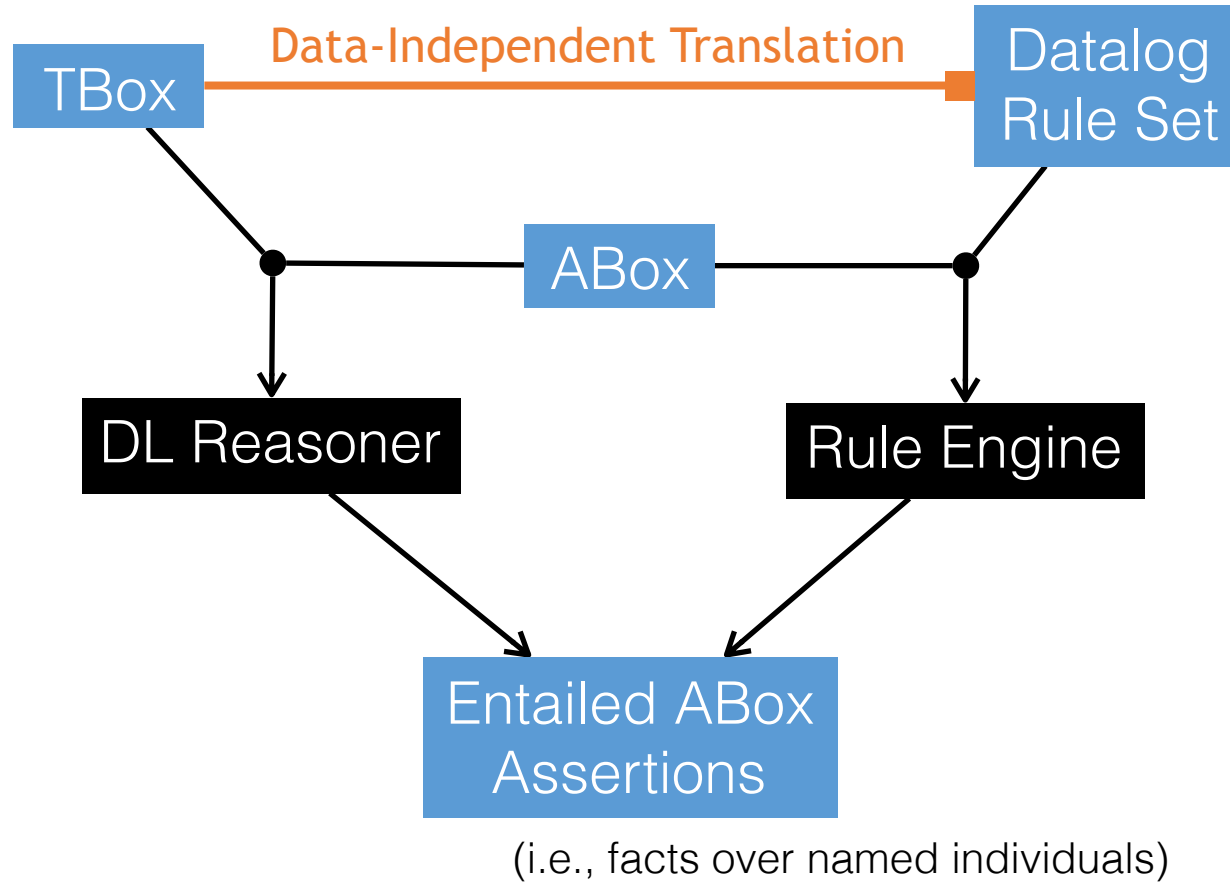 Data-Independent Translation
TBox
Datalog
Rule Set
ABox
DL Reasoner
Rule Engine
Entailed ABox
Assertions
(i.e., facts over named individuals)